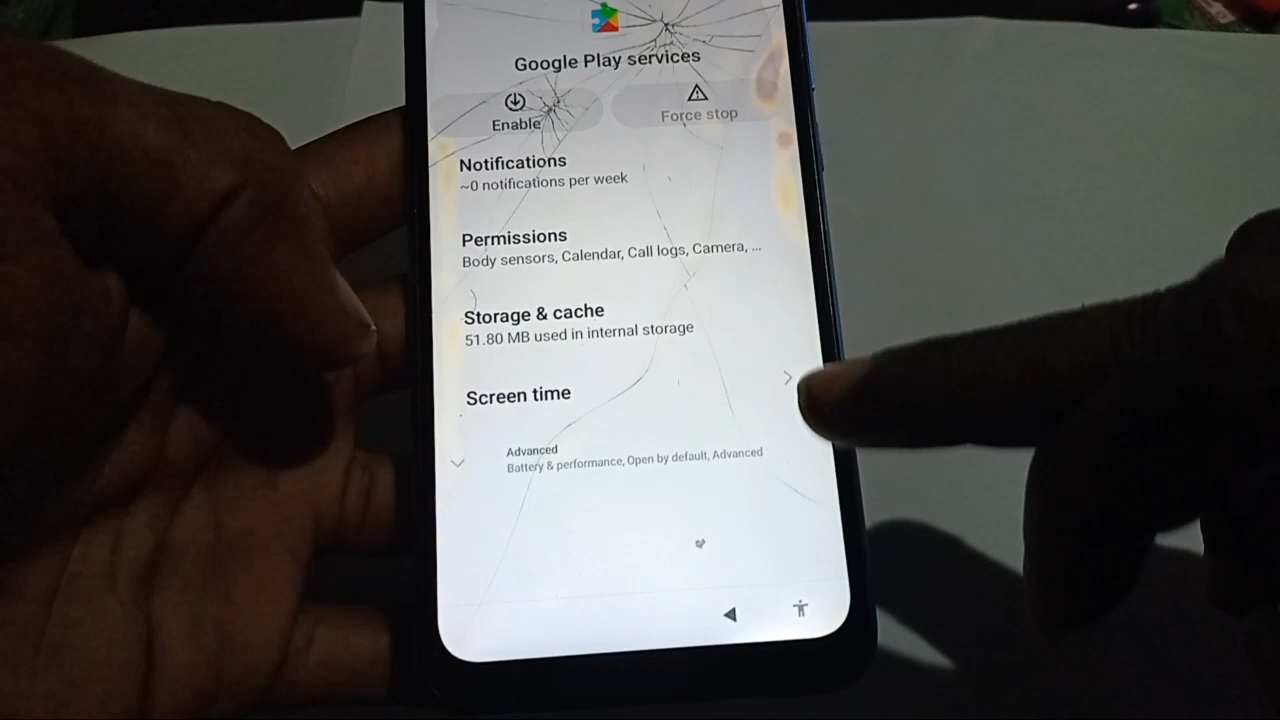 Google Play services
Enable
Force stop
Notifications
~0 notifications per week
Permissions
Body sensors, Calendar, Call logs, Camera, ...
Storage & cache
51.80 MB used in internal storage
Screen time
Advanced
Battery & performance, Open by default, Advanced